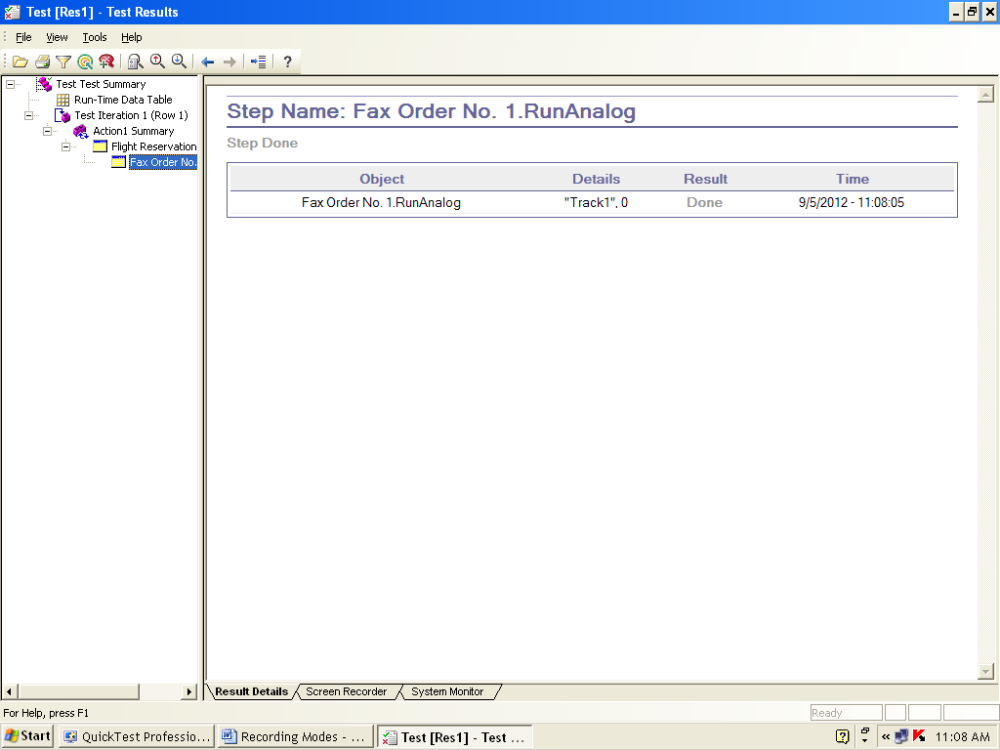 Test [Res1] - Test Results
File View Tools Help
Test Test Summary
Run-Time Data Table
Test Iteration 1 (Row 1)
Action1 Summary
Flight Reservation
Fax Order No.
Step Name: Fax Order No. 1.RunAnalog
Step Done
Object Details Result Time
Fax Order No. 1.RunAnalog "Track1", 0 Done 9/5/2012 - 11:08:05
Result Details Screen Recorder System Monitor
For Help, press F1 Ready
Start QuickTest Professio... Recording Modes - ... Test [Res1] - Test ... « 11:08 AM